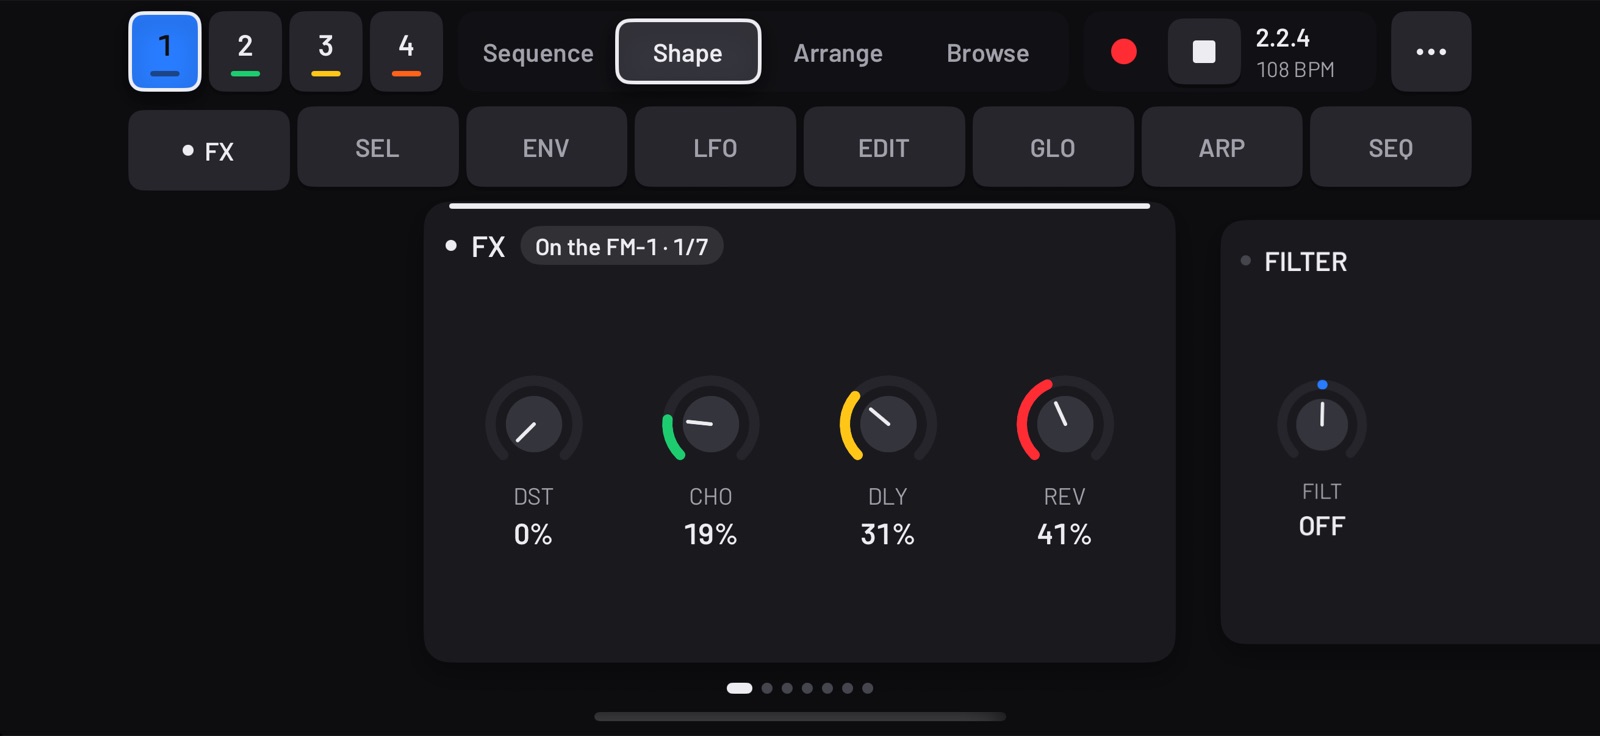 1
2
3
4
Sequence
Shape
Arrange
Browse
2.2.4
108 BPM
FX
SEL
ENV
LFO
EDIT
GLO
ARP
SEQ
FX
On the FM-1 · 1/7
FILTER
DST
0%
CHO
19%
DLY
31%
REV
41%
FILT
OFF